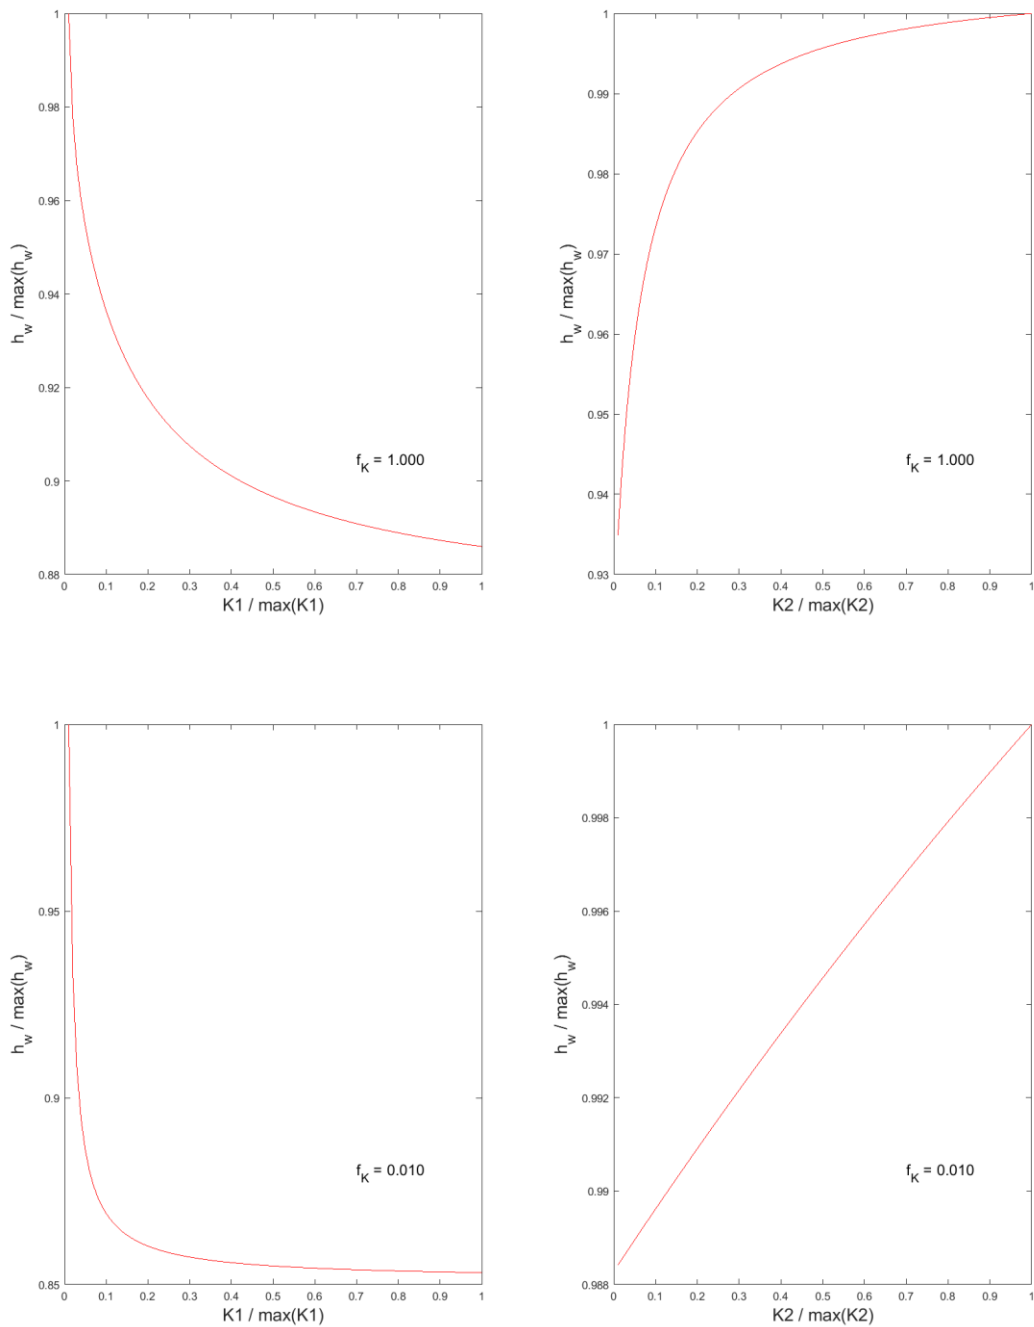 1
0.98
0.96
0.94
0.92
0.9
0.88
h_w / max(h_w)
f_K = 1.000
0 0.1 0.2 0.3 0.4 0.5 0.6 0.7 0.8 0.9 1
K1 / max(K1)
1
0.99
0.98
0.97
0.96
0.95
0.94
0.93
h_w / max(h_w)
f_K = 1.000
0 0.1 0.2 0.3 0.4 0.5 0.6 0.7 0.8 0.9 1
K2 / max(K2)
1
0.95
0.9
0.85
h_w / max(h_w)
f_K = 0.010
0 0.1 0.2 0.3 0.4 0.5 0.6 0.7 0.8 0.9 1
K1 / max(K1)
1
0.998
0.996
0.994
0.992
0.99
0.988
h_w / max(h_w)
f_K = 0.010
0 0.1 0.2 0.3 0.4 0.5 0.6 0.7 0.8 0.9 1
K2 / max(K2)